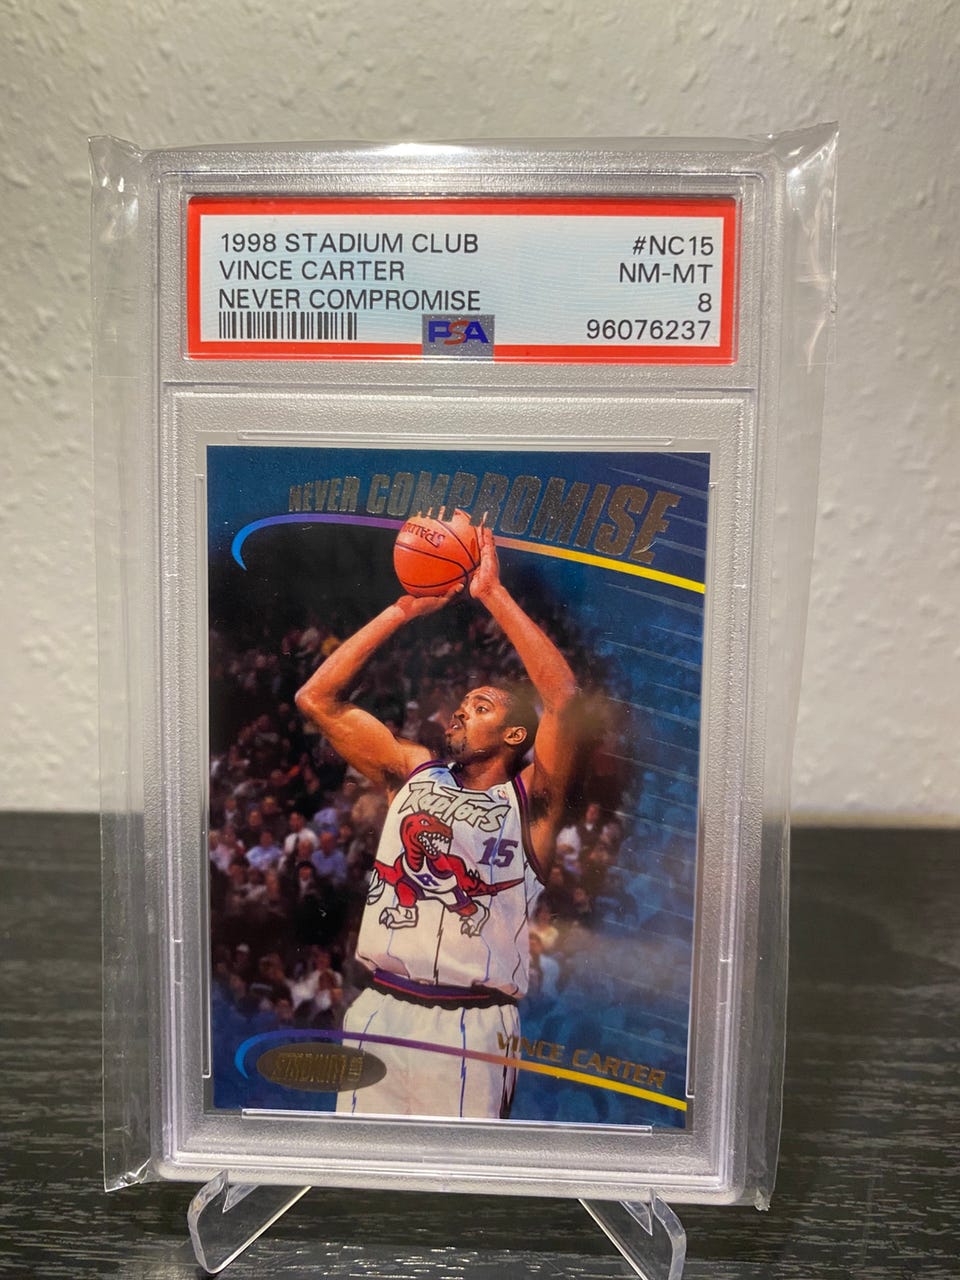 1998 STADIUM CLUB #NC15
VINCE CARTER NM-MT
NEVER COMPROMISE 8
PSA 96076237
NEVER COMPROMISE
SPALDING
RAPTORS
15
VINCE CARTER
STADIUM CLUB